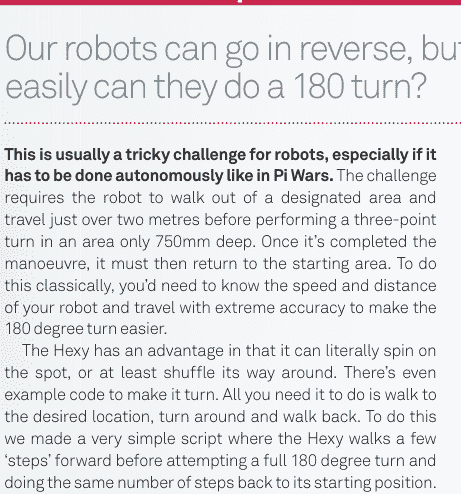 Our robots can go in reverse, but
easily can they do a 180 turn?
This is usually a tricky challenge for robots, especially if it
has to be done autonomously like in Pi Wars. The challenge
requires the robot to walk out of a designated area and
travel just over two metres before performing a three-point
turn in an area only 750mm deep. Once it's completed the
manoeuvre, it must then return to the starting area. To do
this classically, you'd need to know the speed and distance
of your robot and travel with extreme accuracy to make the
180 degree turn easier.
The Hexy has an advantage in that it can literally spin on
the spot, or at least shuffle its way around. There's even
example code to make it turn. All you need it to do is walk to
the desired location, turn around and walk back. To do this
we made a very simple script where the Hexy walks a few
‘steps’ forward before attempting a full 180 degree turn and
doing the same number of steps back to its starting position.